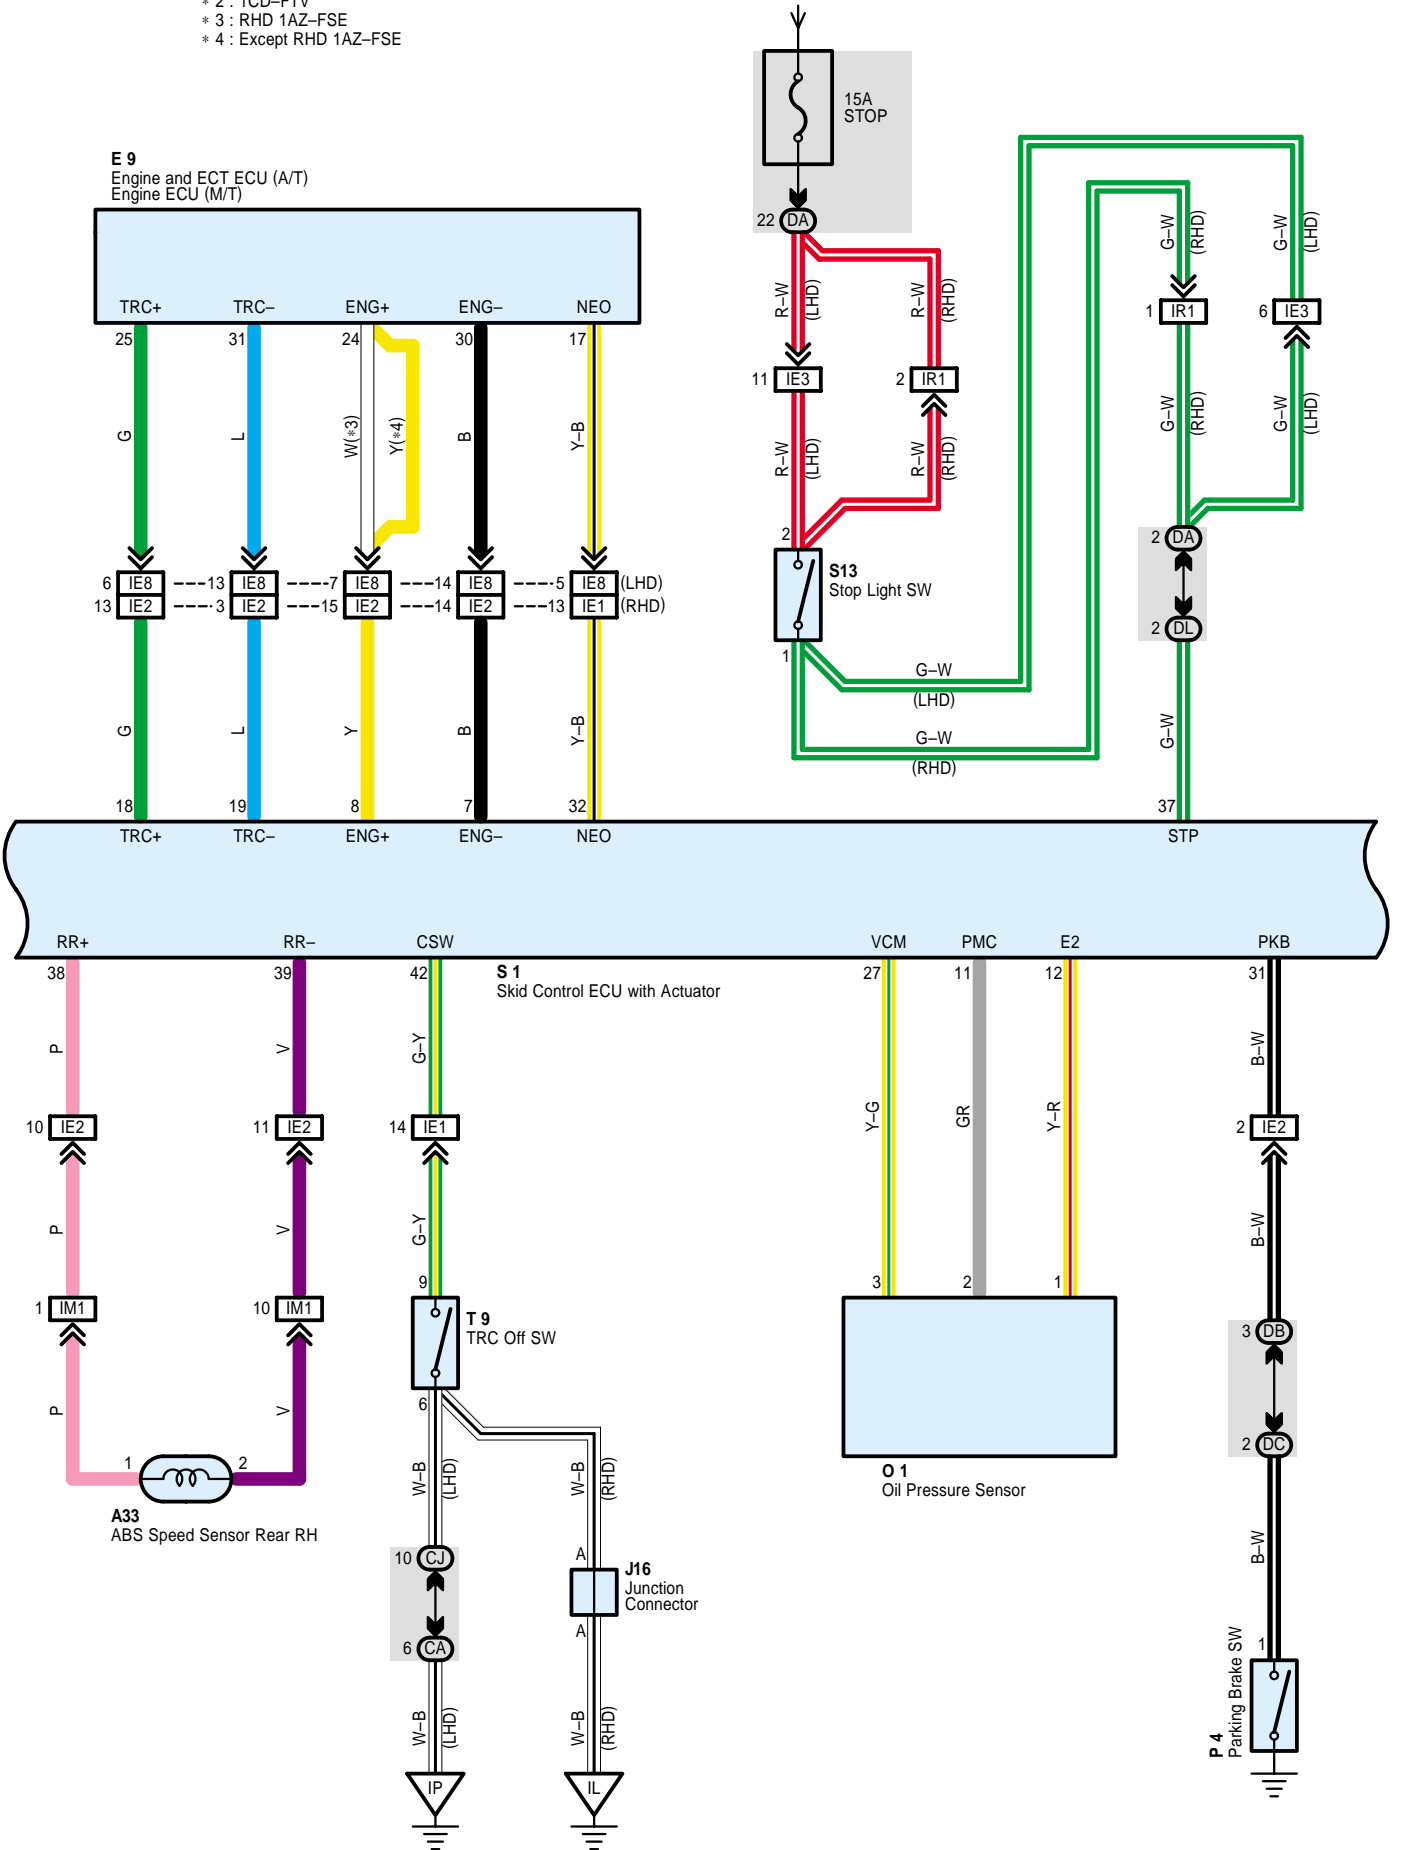 * 2 : 1CD–FTV
* 3 : RHD 1AZ–FSE
* 4 : Except RHD 1AZ–FSE
15A
STOP
E 9
Engine and ECT ECU (A/T)
Engine ECU (M/T)
22 DA
TRC+ TRC– ENG+ ENG– NEO
25 31 24 30 17
G L W(*3) Y(*4) B Y–B
R–W (LHD) R–W (RHD)
G–W (RHD) G–W (LHD)
1 IR1 6 IE3
11 IE3 2 IR1
R–W (LHD) R–W (RHD)
G–W (RHD) G–W (LHD)
2
2 DA
S13
Stop Light SW
6 IE8 13 IE8 7 IE8 14 IE8 5 IE8 (LHD)
13 IE2 3 IE2 15 IE2 14 IE2 13 IE1 (RHD)
2 DL
1
G–W
(LHD)
G–W
(RHD)
G L Y B Y–B G–W
18 19 8 7 32 37
TRC+ TRC– ENG+ ENG– NEO STP
RR+ RR– CSW VCM PMC E2 PKB
38 39 42 27 11 12 31
S 1
Skid Control ECU with Actuator
P V G–Y Y–G GR Y–R B–W
10 IE2 11 IE2 14 IE1 2 IE2
P V G–Y B–W
9 3 2 1
1 IM1 10 IM1
T 9
TRC Off SW
3 DB
P V
6
2 DC
1 2
A33
ABS Speed Sensor Rear RH
O 1
Oil Pressure Sensor
W–B (LHD) W–B (RHD)
B–W
10 CJ A
J16
Junction
Connector
6 CA A
W–B (LHD) W–B (RHD)
1
P 4
Parking Brake SW
IP IL